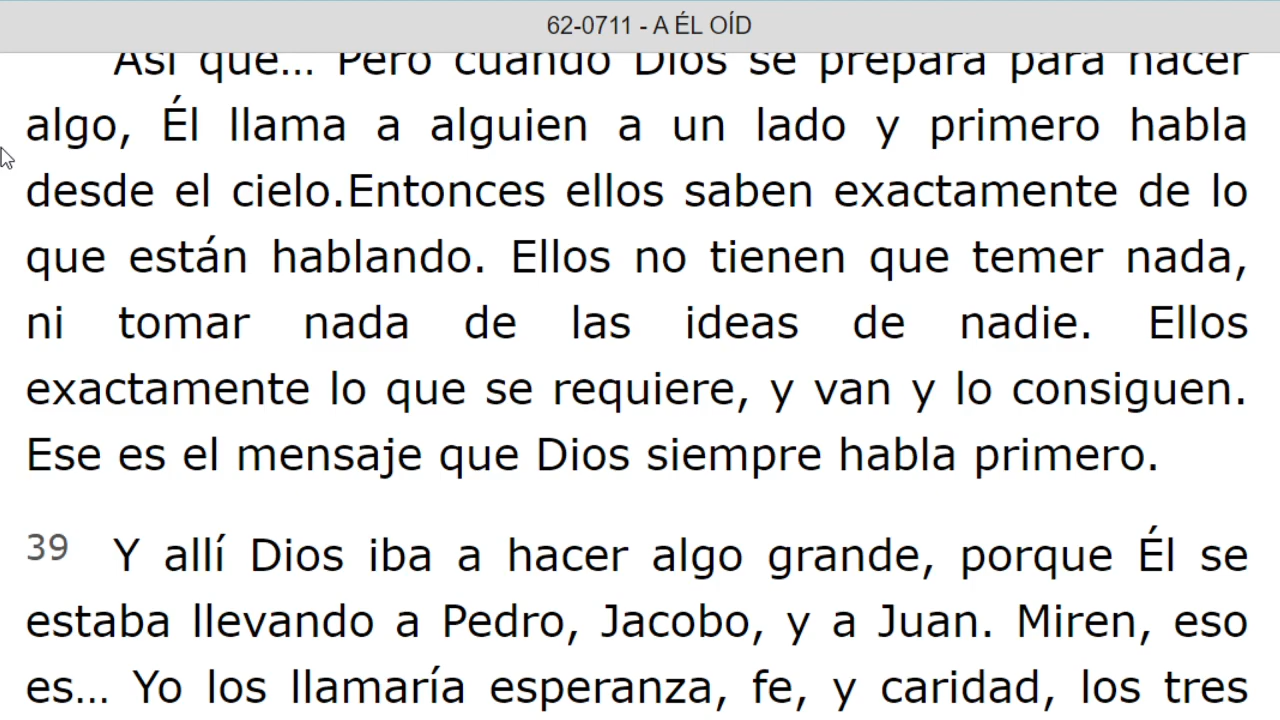 62-0711 - A ÉL OÍD
Así que... Pero cuando Dios se prepara para hacer
algo, Él llama a alguien a un lado y primero habla
desde el cielo.Entonces ellos saben exactamente de lo
que están hablando. Ellos no tienen que temer nada,
ni tomar nada de las ideas de nadie. Ellos
exactamente lo que se requiere, y van y lo consiguen.
Ese es el mensaje que Dios siempre habla primero.
39 Y allí Dios iba a hacer algo grande, porque Él se
estaba llevando a Pedro, Jacobo, y a Juan. Miren, eso
es... Yo los llamaría esperanza, fe, y caridad, los tres